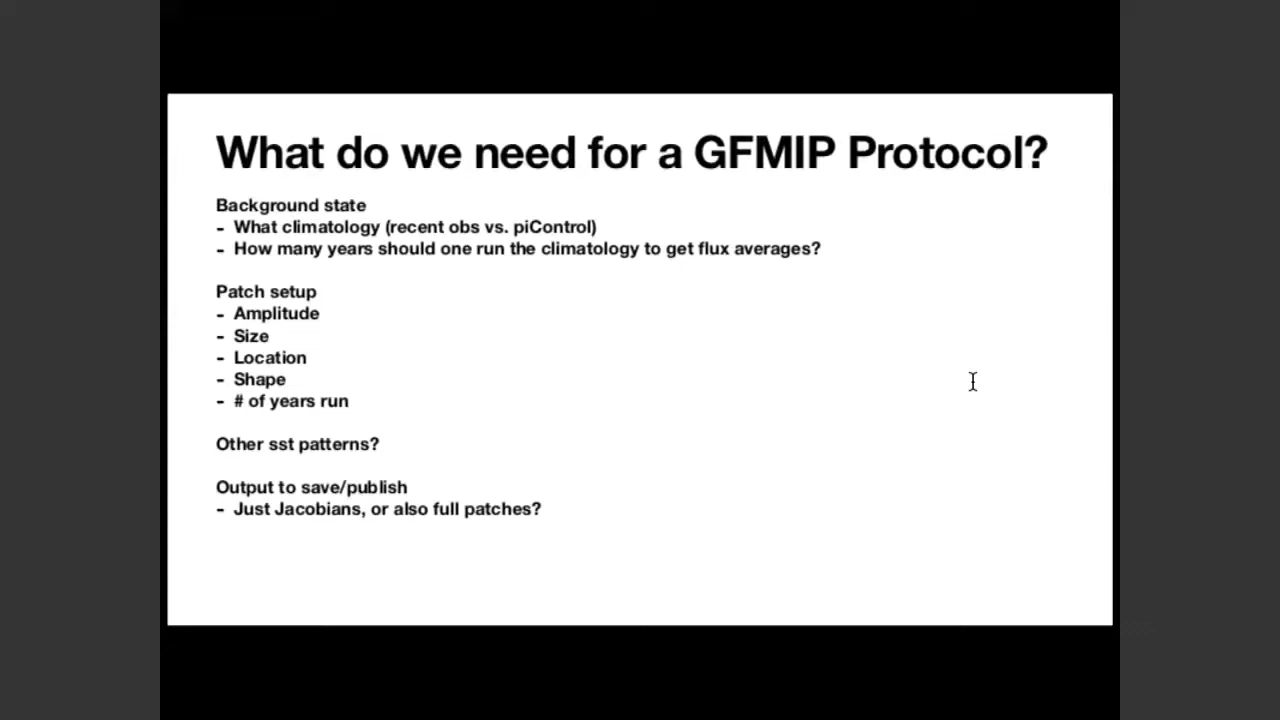 What do we need for a GFMIP Protocol?
Background state
- What climatology (recent obs vs. piControl)
- How many years should one run the climatology to get flux averages?
Patch setup
- Amplitude
- Size
- Location
- Shape
- # of years run
Other sst patterns?
Output to save/publish
- Just Jacobians, or also full patches?